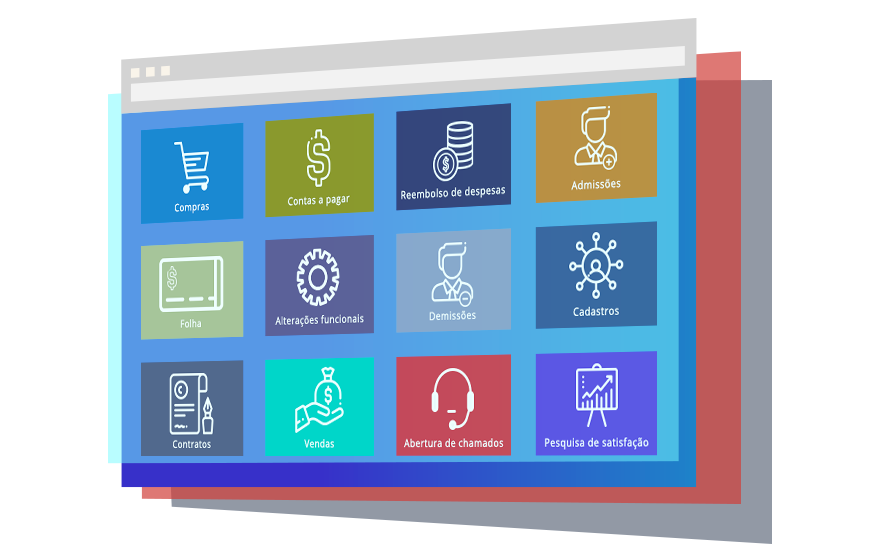 Compras
Contas a pagar
Reembolso de despesas
Admissões
Folha
Alterações funcionais
Demissões
Cadastros
Contratos
Vendas
Abertura de chamados
Pesquisa de satisfação